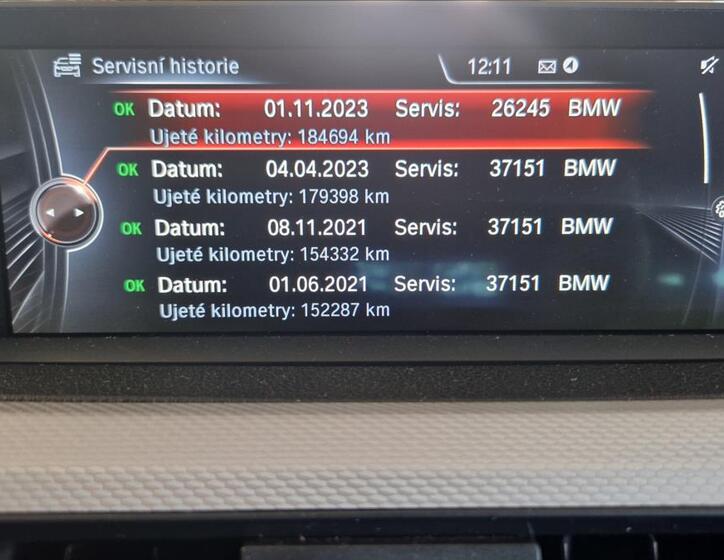 Servisní historie 12:11
OK Datum: 01.11.2023 Servis: 26245 BMW
Ujeté kilometry: 184694 km
OK Datum: 04.04.2023 Servis: 37151 BMW
Ujeté kilometry: 179398 km
OK Datum: 08.11.2021 Servis: 37151 BMW
Ujeté kilometry: 154332 km
OK Datum: 01.06.2021 Servis: 37151 BMW
Ujeté kilometry: 152287 km